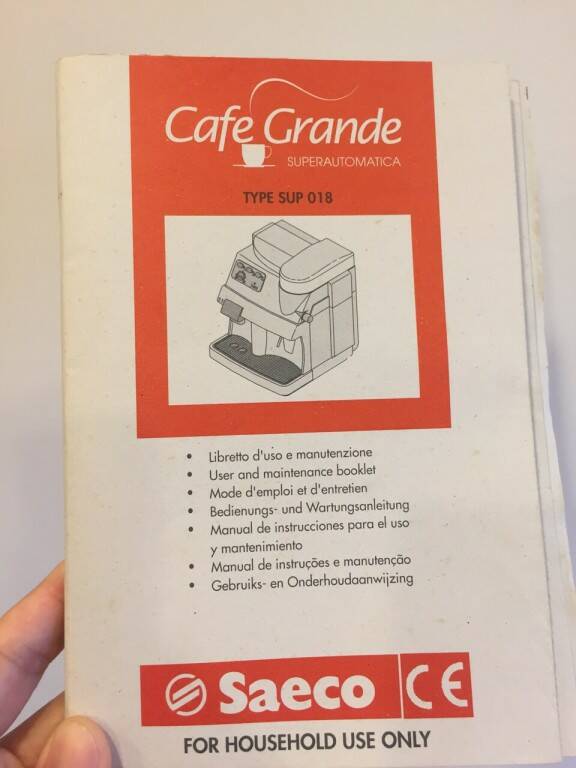 Cafe Grande
SUPERAUTOMATICA
TYPE SUP 018
• Libretto d'uso e manutenzione
• User and maintenance booklet
• Mode d'emploi et d'entretien
• Bedienungs- und Wartungsanleitung
• Manual de instrucciones para el uso
y mantenimiento
• Manual de instruções e manutenção
• Gebruiks- en Onderhoudaanwijzing
Saeco CE
FOR HOUSEHOLD USE ONLY